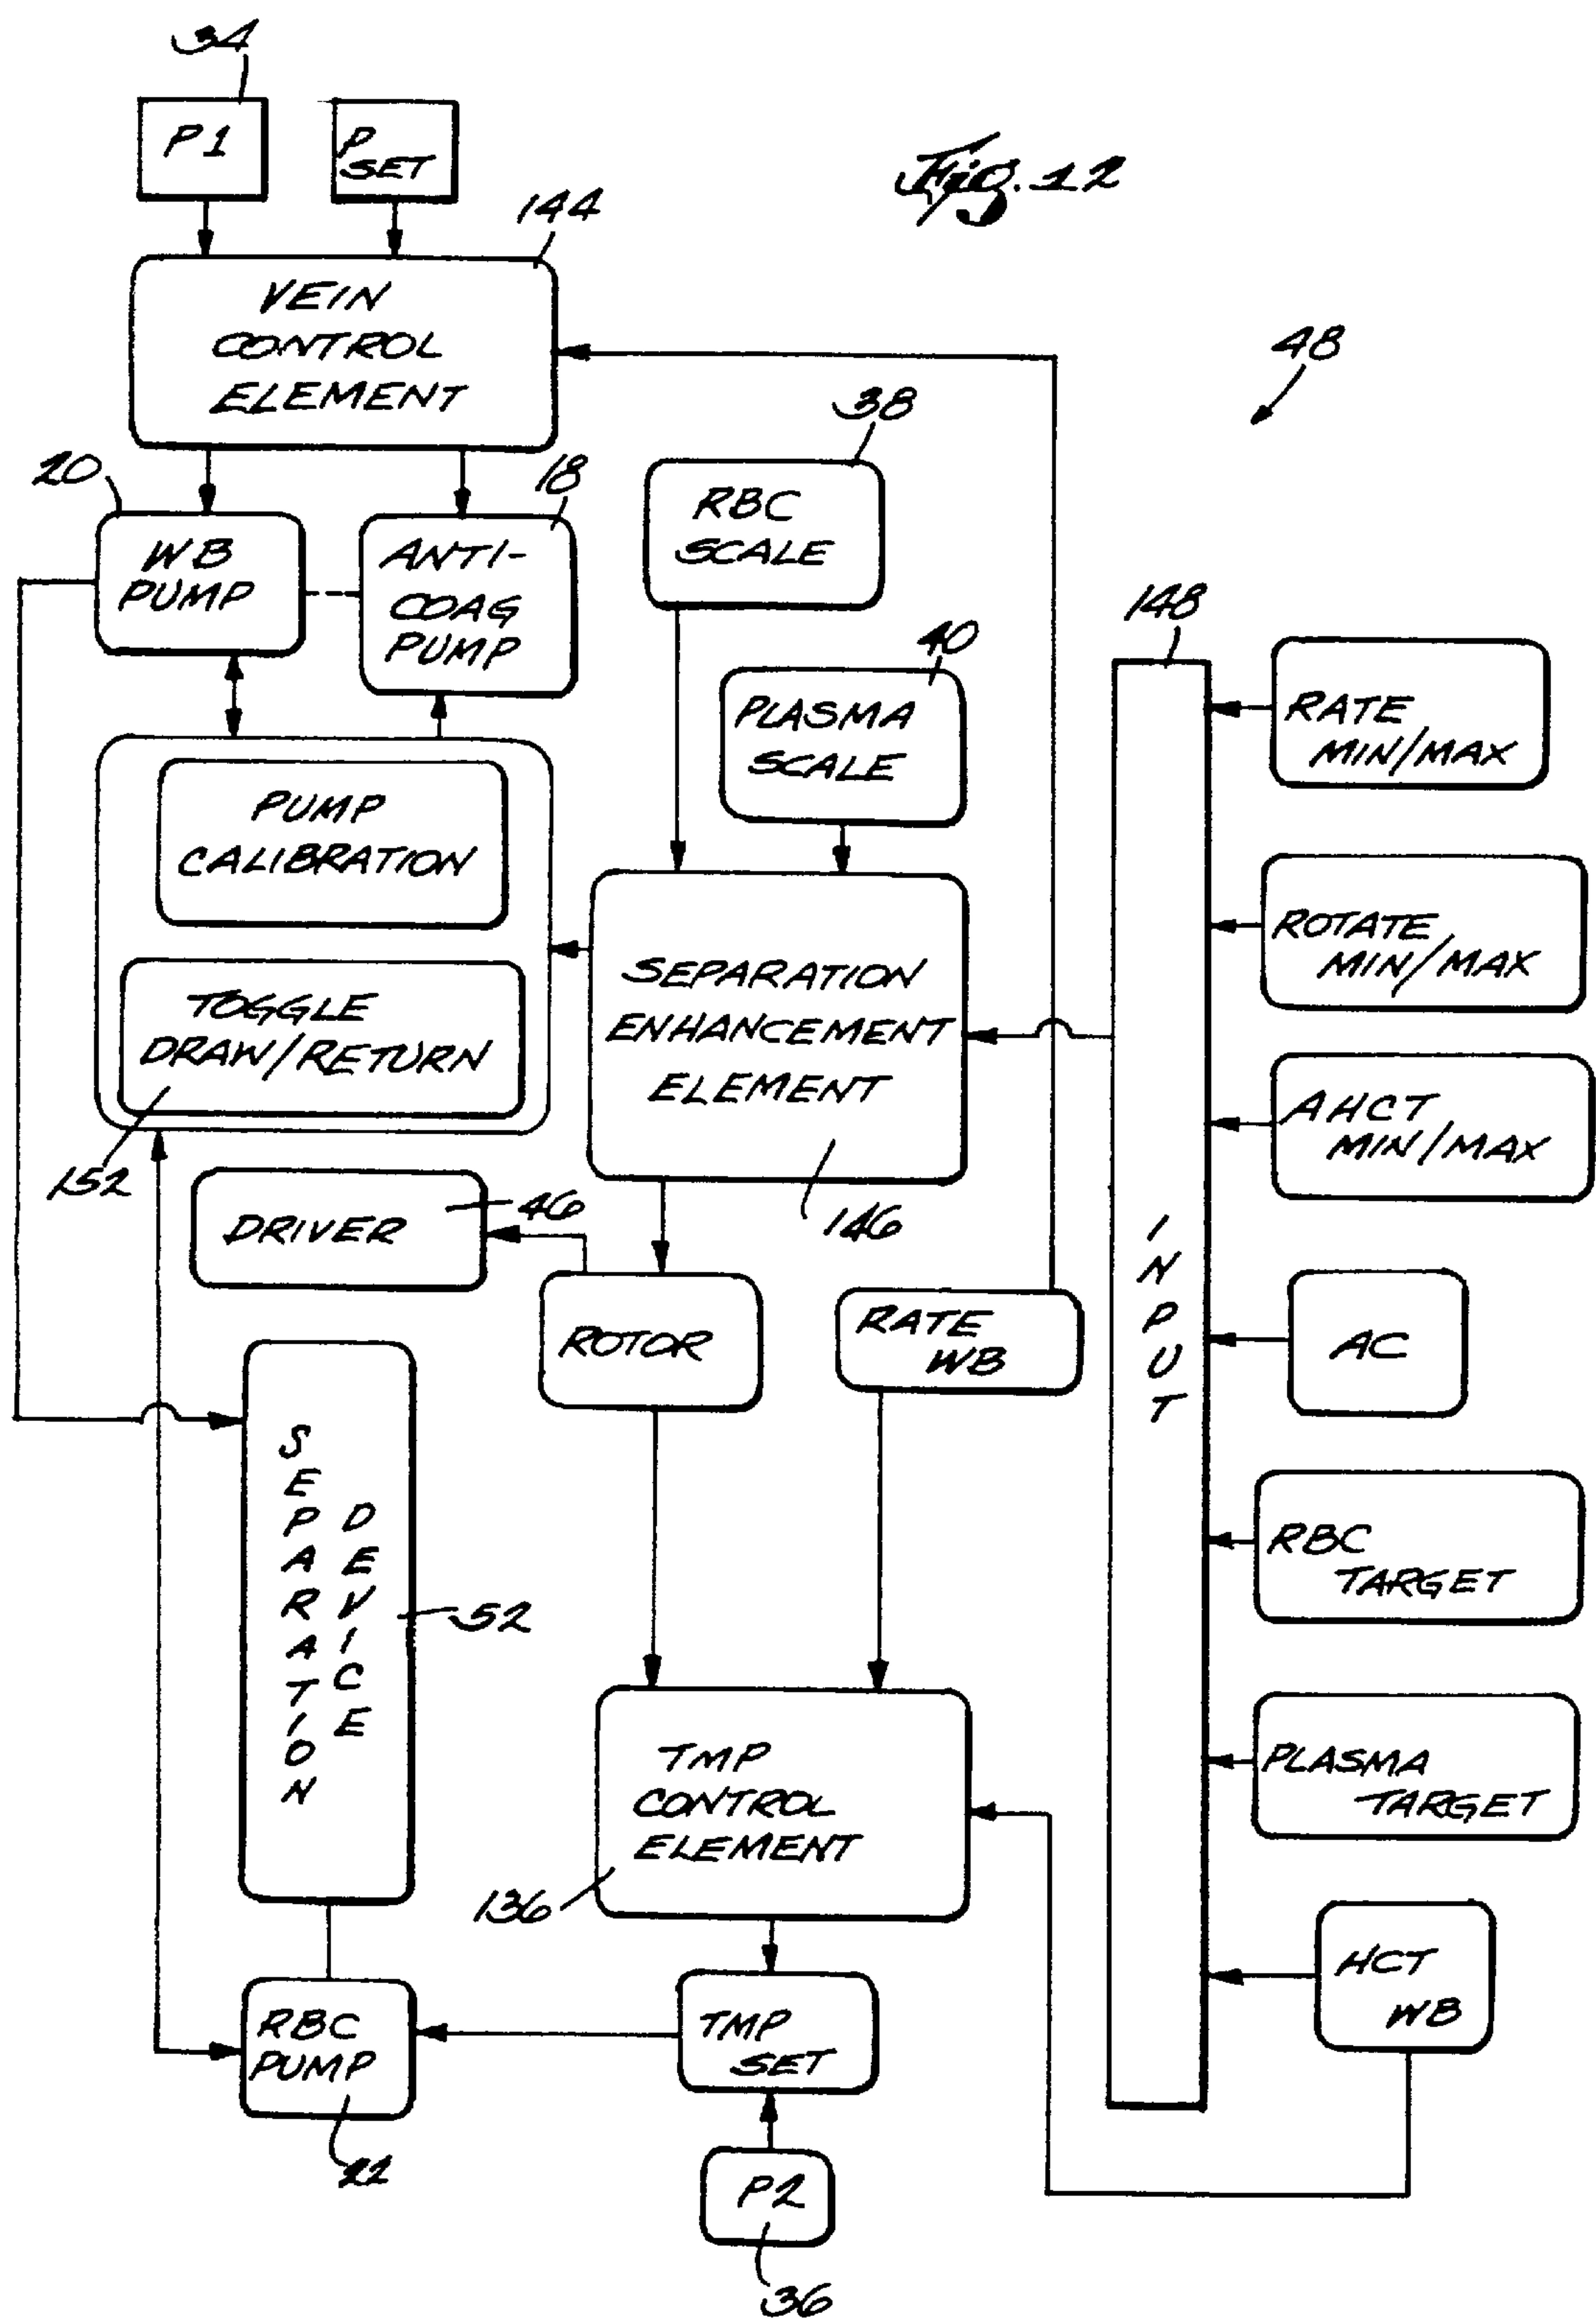 34
P1
P
SET
Fig. 12
144
VEIN
CONTROL
ELEMENT
48
38
20
18
RBC
SCALE
WB
PUMP
ANTI-
COAG
PUMP
148
40
PLASMA
SCALE
RATE
MIN/MAX
PUMP
CALIBRATION
ROTATE
MIN/MAX
SEPARATION
ENHANCEMENT
ELEMENT
TOGGLE
DRAW/RETURN
AHCT
MIN/MAX
152
146
46
DRIVER
INPUT
ROTOR
RATE
WB
AC
SEPARATION
DEVICE
52
RBC
TARGET
TMP
CONTROL
ELEMENT
PLASMA
TARGET
136
HCT
WB
RBC
PUMP
TMP
SET
22
P2
36